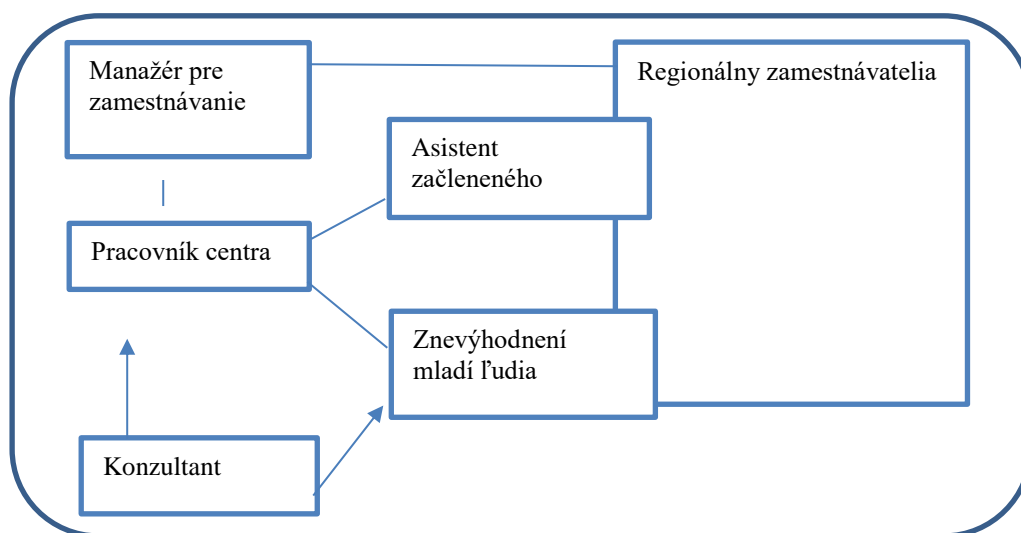 Manažér pre
zamestnávanie
Regionálny zamestnávatelia
Asistent
začleneného
Pracovník centra
Znevýhodnení
mladí ľudia
Konzultant